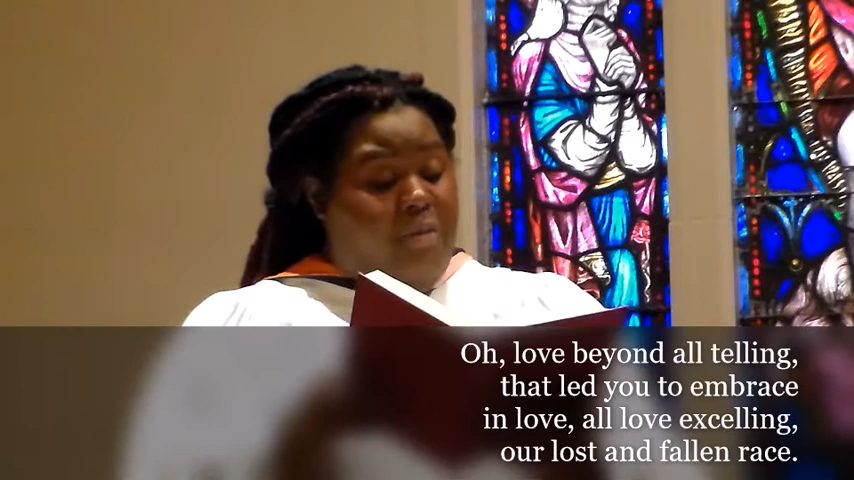 Oh, love beyond all telling,
that led you to embrace
in love, all love excelling,
our lost and fallen race.